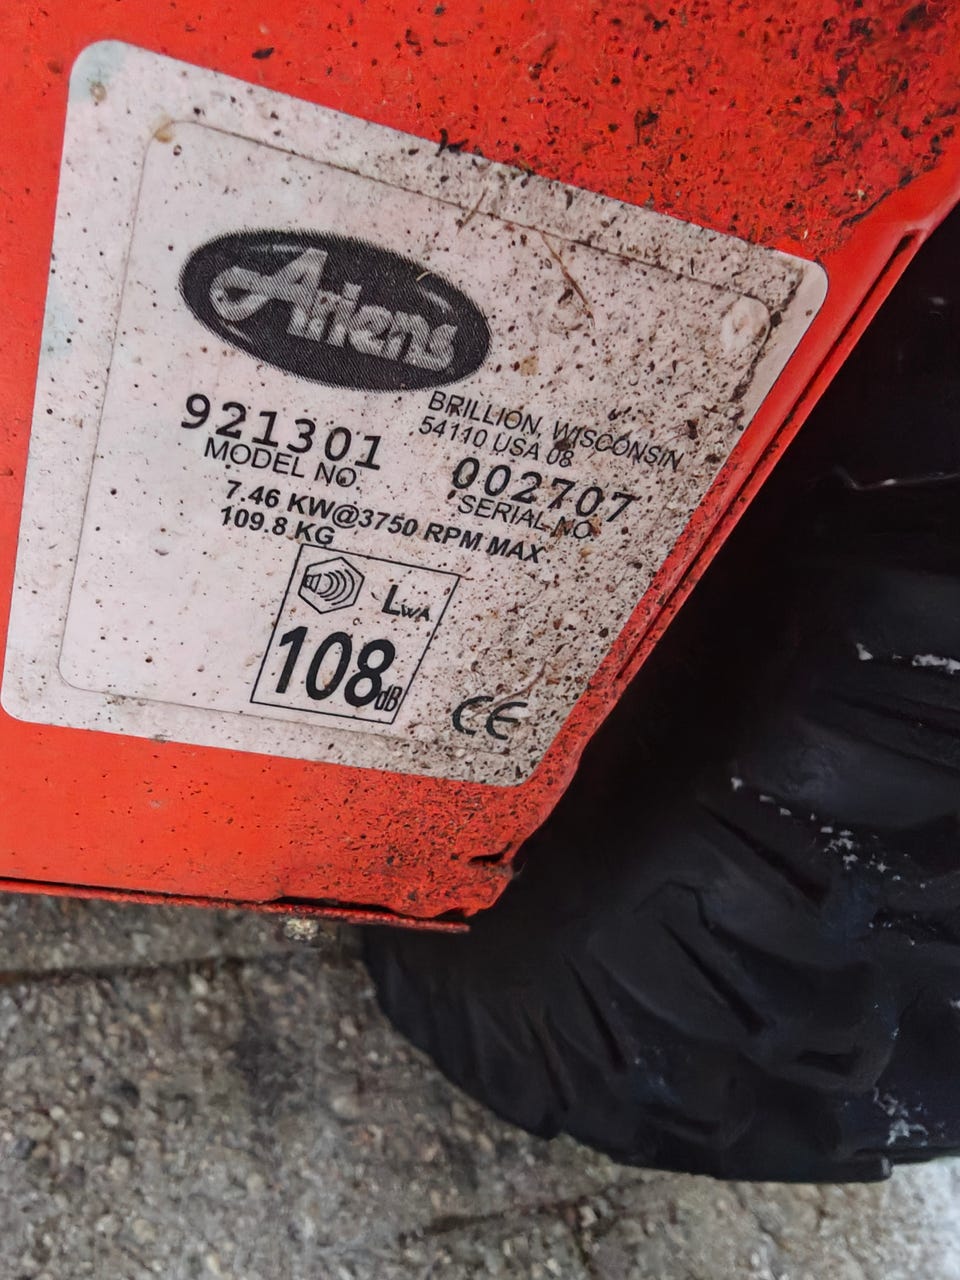 Ariens
BRILLION, WISCONSIN
54110 USA 08
921301
MODEL NO.
002707
SERIAL NO.
7.46 KW@3750 RPM MAX
109.8 KG
LWA
108dB
CE